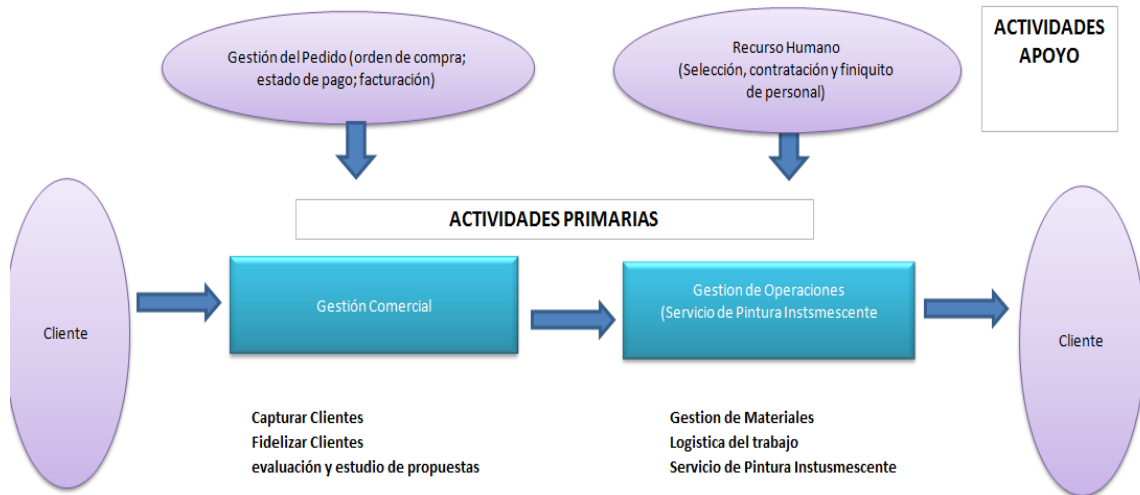 Gestión del Pedido (orden de compra;
estado de pago; facturación)
Recurso Humano
(Selección, contratación y finiquito
de personal)
ACTIVIDADES
APOYO
ACTIVIDADES PRIMARIAS
Cliente
Gestión Comercial
Gestion de Operaciones
(Servicio de Pintura Instsmescente
Cliente
Capturar Clientes
Fidelizar Clientes
evaluación y estudio de propuestas
Gestion de Materiales
Logistica del trabajo
Servicio de Pintura Instusmescente